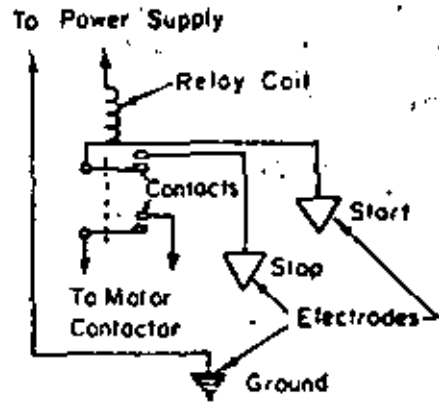 To Power Supply
Relay Coil
Contacts
Start
Stop
To Motor
Contactor
Electrodes
Ground